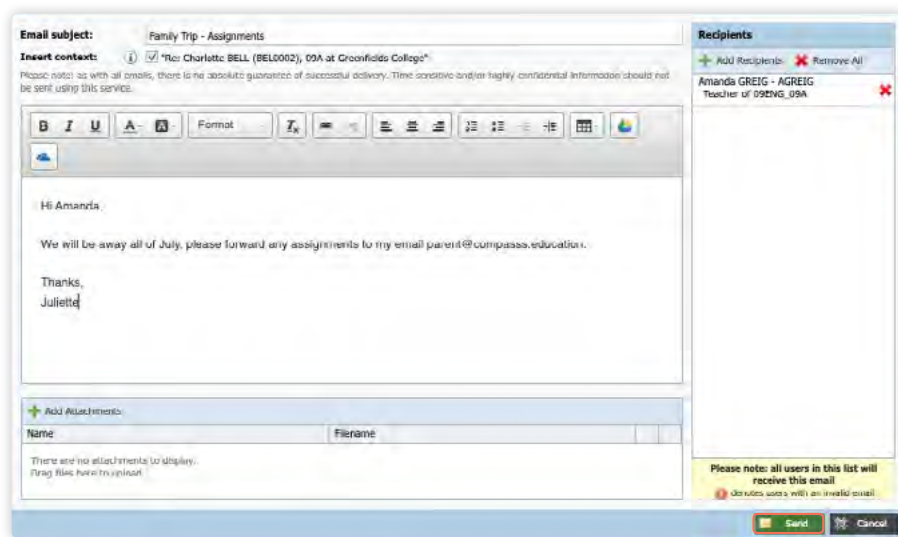 Email subject: Family Trip - Assignments
Insert context: "Re: Charlotte BELL (BEL0002), 09A at Greenfields College"
Please note: as with all emails, there is no absolute guarantee of successful delivery. Time sensitive and/or highly confidential information should not
be sent using this service.
B I U A A Format Tx
Hi Amanda,
We will be away all of July, please forward any assignments to my email parent@compasss.education.
Thanks,
Juliette
Add Attachments
Name Filename
There are no attachments to display.
Drag files here to upload
Recipients
Add Recipients Remove All
Amanda GREIG - AGREIG
Teacher of 09ENG_09A
Please note: all users in this list will
receive this email
denotes users with an invalid email
Send Cancel